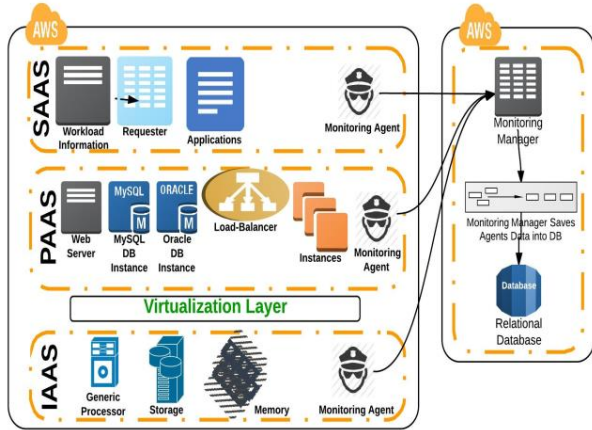 AWS
SAAS
Workload
Information
Requester
Applications
Monitoring Agent
PAAS
Web
Server
MySQL
M
MySQL
DB
Instance
ORACLE
M
Oracle
DB
Instance
Load-Balancer
Instances
Monitoring
Agent
Virtualization Layer
IAAS
Generic
Processor
Storage
Memory
Monitoring Agent
AWS
Monitoring
Manager
Monitoring Manager Saves
Agents Data into DB
Database
Relational
Database